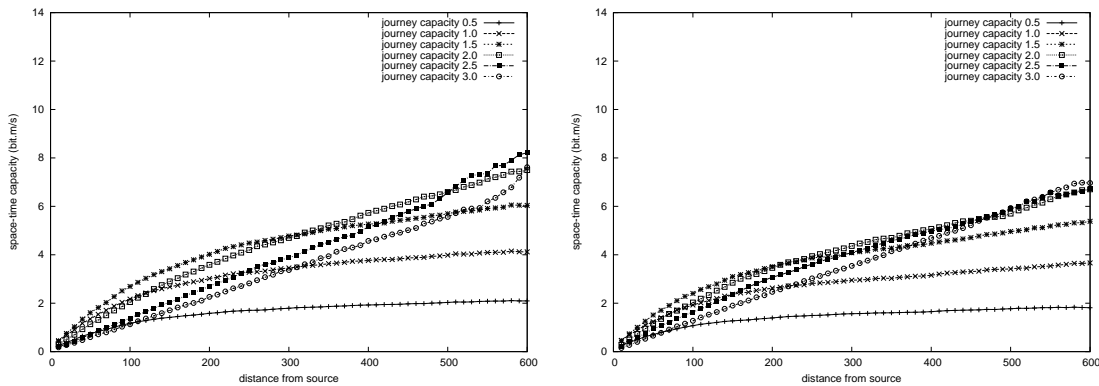 14
12
10
8
6
4
2
0
space-time capacity (bit.m/s)
journey capacity 0.5
journey capacity 1.0
journey capacity 1.5
journey capacity 2.0
journey capacity 2.5
journey capacity 3.0
0 100 200 300 400 500 600
distance from source
14
12
10
8
6
4
2
0
space-time capacity (bit.m/s)
journey capacity 0.5
journey capacity 1.0
journey capacity 1.5
journey capacity 2.0
journey capacity 2.5
journey capacity 3.0
0 100 200 300 400 500 600
distance from source